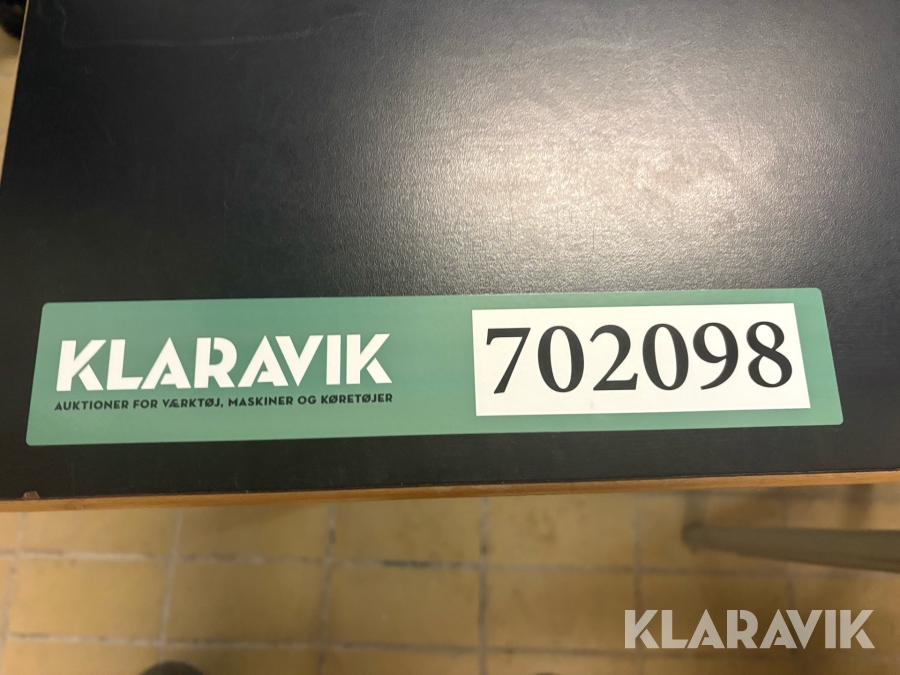 KLARAVIK
AUKTIONER FOR VÆRKTØJ, MASKINER OG KØRETØJER
702098
KLARAVIK